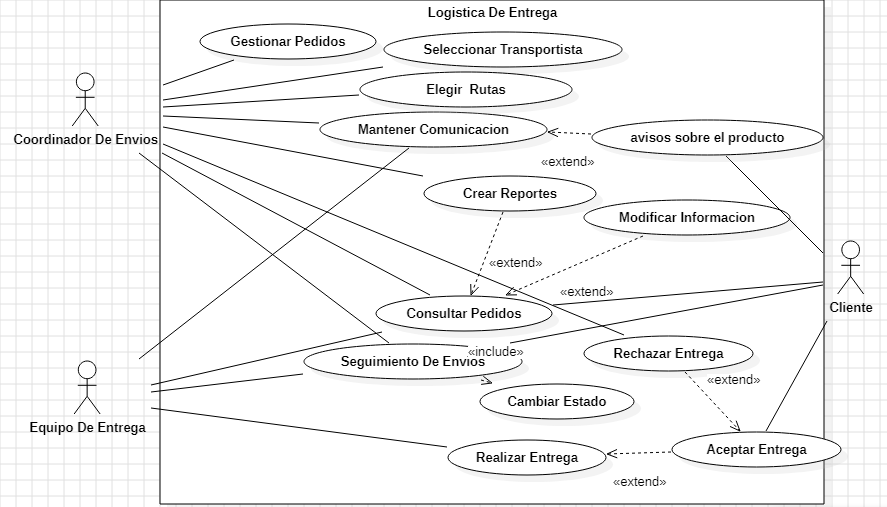 Logistica De Entrega
Gestionar Pedidos
Seleccionar Transportista
Elegir  Rutas
Mantener Comunicacion
avisos sobre el producto
Coordinador De Envios
«extend»
Crear Reportes
Modificar Informacion
«extend»
«extend»
Cliente
Consultar Pedidos
«include»
Rechazar Entrega
Seguimiento De Envios
«extend»
Cambiar Estado
Equipo De Entrega
Aceptar Entrega
Realizar Entrega
«extend»